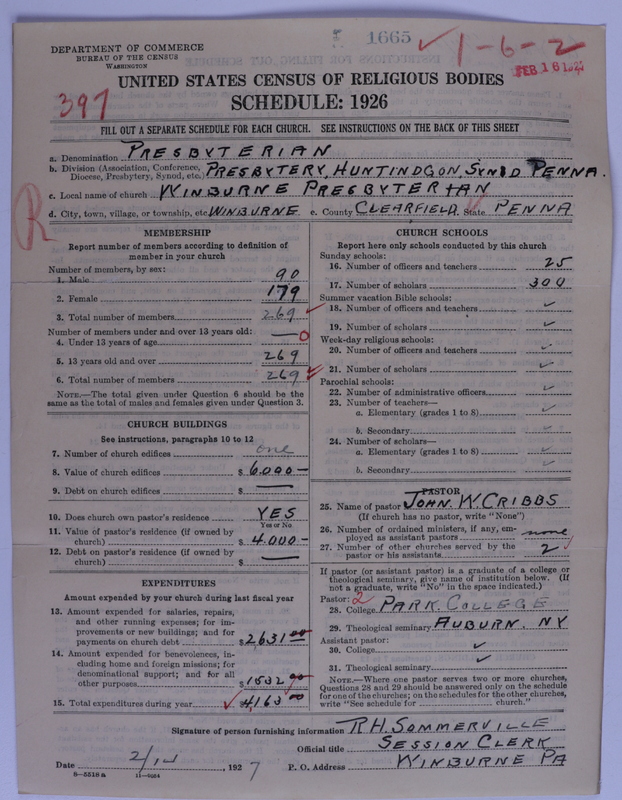 1665
1-6-2
FEB 16 192
DEPARTMENT OF COMMERCE
BUREAU OF THE CENSUS
WASHINGTON
UNITED STATES CENSUS OF RELIGIOUS BODIES
SCHEDULE: 1926
397
FILL OUT A SEPARATE SCHEDULE FOR EACH CHURCH. SEE INSTRUCTIONS ON THE BACK OF THIS SHEET
a. Denomination PRESBYTERIAN
b. Division (Association, Conference, Diocese, Presbytery, Synod, etc.) PRESBYTERY, HUNTINDGON, SYNOD PENNA.
c. Local name of church WINBURNE PRESBYTERIAN
d. City, town, village, or township, etc. WINBURNE e. County CLEARFIELD. State PENNA
R
MEMBERSHIP
Report number of members according to definition of
member in your church
Number of members, by sex:
1. Male 90
2. Female 179
3. Total number of members 269 ✓
Number of members under and over 13 years old:
4. Under 13 years of age — 0
5. 13 years old and over 269
6. Total number of members 269 ✓
NOTE.—The total given under Question 6 should be the
same as the total of males and females given under Question 3.
CHURCH BUILDINGS
See instructions, paragraphs 10 to 12
7. Number of church edifices one
8. Value of church edifices $ 6.000 —
9. Debt on church edifices $ —
10. Does church own pastor's residence YES
Yes or No
11. Value of pastor's residence (if owned by
church) $ 4.000 —
12. Debt on pastor's residence (if owned by
church) $ —
EXPENDITURES
Amount expended by your church during last fiscal year
13. Amount expended for salaries, repairs,
and other running expenses; for im-
provements or new buildings; and for
payments on church debt $ 2631 00
14. Amount expended for benevolences, in-
cluding home and foreign missions; for
denominational support; and for all
other purposes $ 1532 00
15. Total expenditures during year ✓ $ 4163 00
CHURCH SCHOOLS
Report here only schools conducted by this church
Sunday schools:
16. Number of officers and teachers 25
17. Number of scholars 300
Summer vacation Bible schools:
18. Number of officers and teachers ✓
19. Number of scholars ✓
Week-day religious schools:
20. Number of officers and teachers ✓
21. Number of scholars ✓
Parochial schools:
22. Number of administrative officers ✓
23. Number of teachers—
a. Elementary (grades 1 to 8) ✓
b. Secondary ✓
24. Number of scholars—
a. Elementary (grades 1 to 8) ✓
b. Secondary ✓
PASTOR
25. Name of pastor JOHN. W. CRIBBS
(If church has no pastor, write "None")
26. Number of ordained ministers, if any, em-
ployed as assistant pastors none
27. Number of other churches served by the
pastor or his assistants 2 ✓
If pastor (or assistant pastor) is a graduate of a college or
theological seminary, give name of institution below. (If
not a graduate, write "No" in the space indicated.)
Pastor: 2
28. College PARK. COLLEGE
29. Theological seminary AUBURN. NY
Assistant pastor:
30. College ✓
31. Theological seminary ✓
NOTE.—Where one pastor serves two or more churches,
Questions 28 and 29 should be answered only on the schedule
for one of the churches; on the schedules for the other churches,
write "See schedule for church."
Signature of person furnishing information R.H. SOMMERVILLE
Official title SESSION CLERK
Date 192 7 P. O. Address WINBURNE PA
8—5518 a